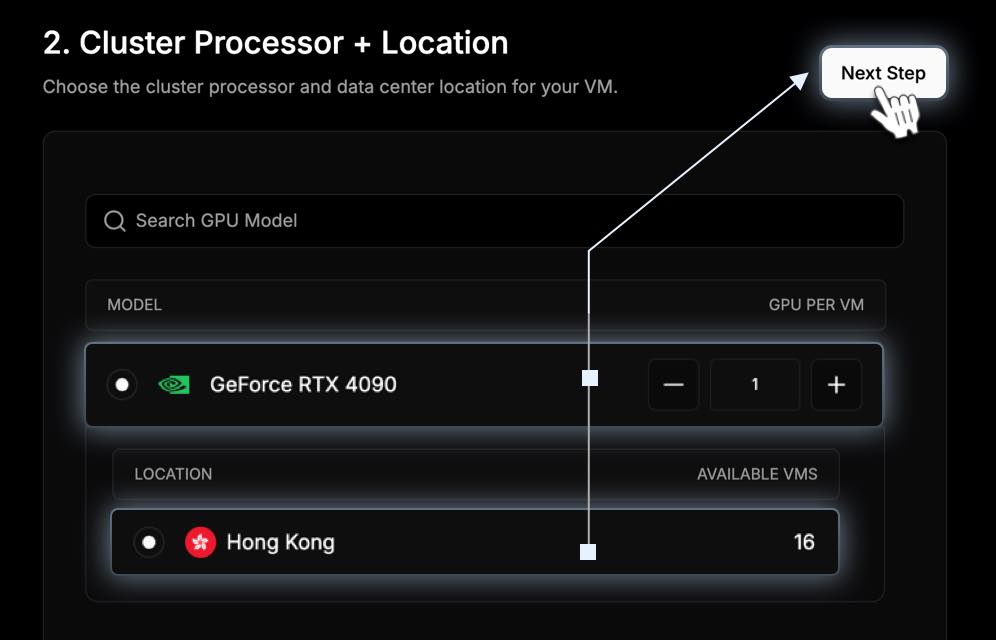 2. Cluster Processor + Location
Choose the cluster processor and data center location for your VM.
Next Step
Search GPU Model
MODEL GPU PER VM
GeForce RTX 4090 1
LOCATION AVAILABLE VMS
Hong Kong 16